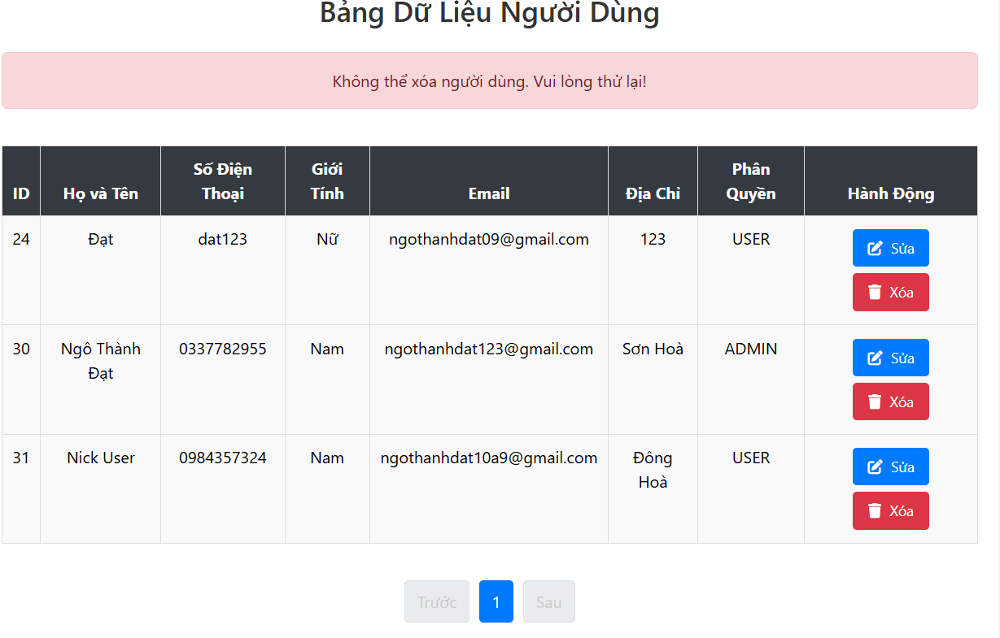 Bảng Dữ Liệu Người Dùng
Không thể xóa người dùng. Vui lòng thử lại!
ID Họ và Tên Số Điện Thoại Giới Tính Email Địa Chỉ Phân Quyền Hành Động
24 Đạt dat123 Nữ ngothanhdat09@gmail.com 123 USER Sửa
Xóa
30 Ngô Thành Đạt 0337782955 Nam ngothanhdat123@gmail.com Sơn Hoà ADMIN Sửa
Xóa
31 Nick User 0984357324 Nam ngothanhdat10a9@gmail.com Đông Hoà USER Sửa
Xóa
Trước 1 Sau